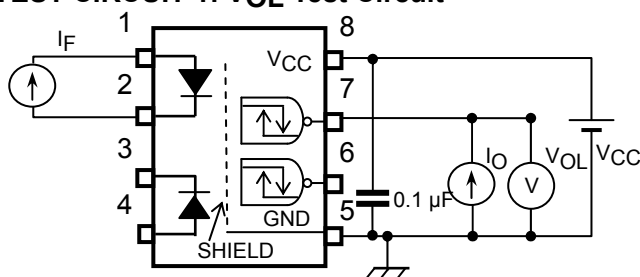 TEST CIRCUIT 1: VOL Test Circuit
1
8
IF
VCC
2
7
3
6
IO
VOL
VCC
V
4
5
0.1 µF
GND
SHIELD